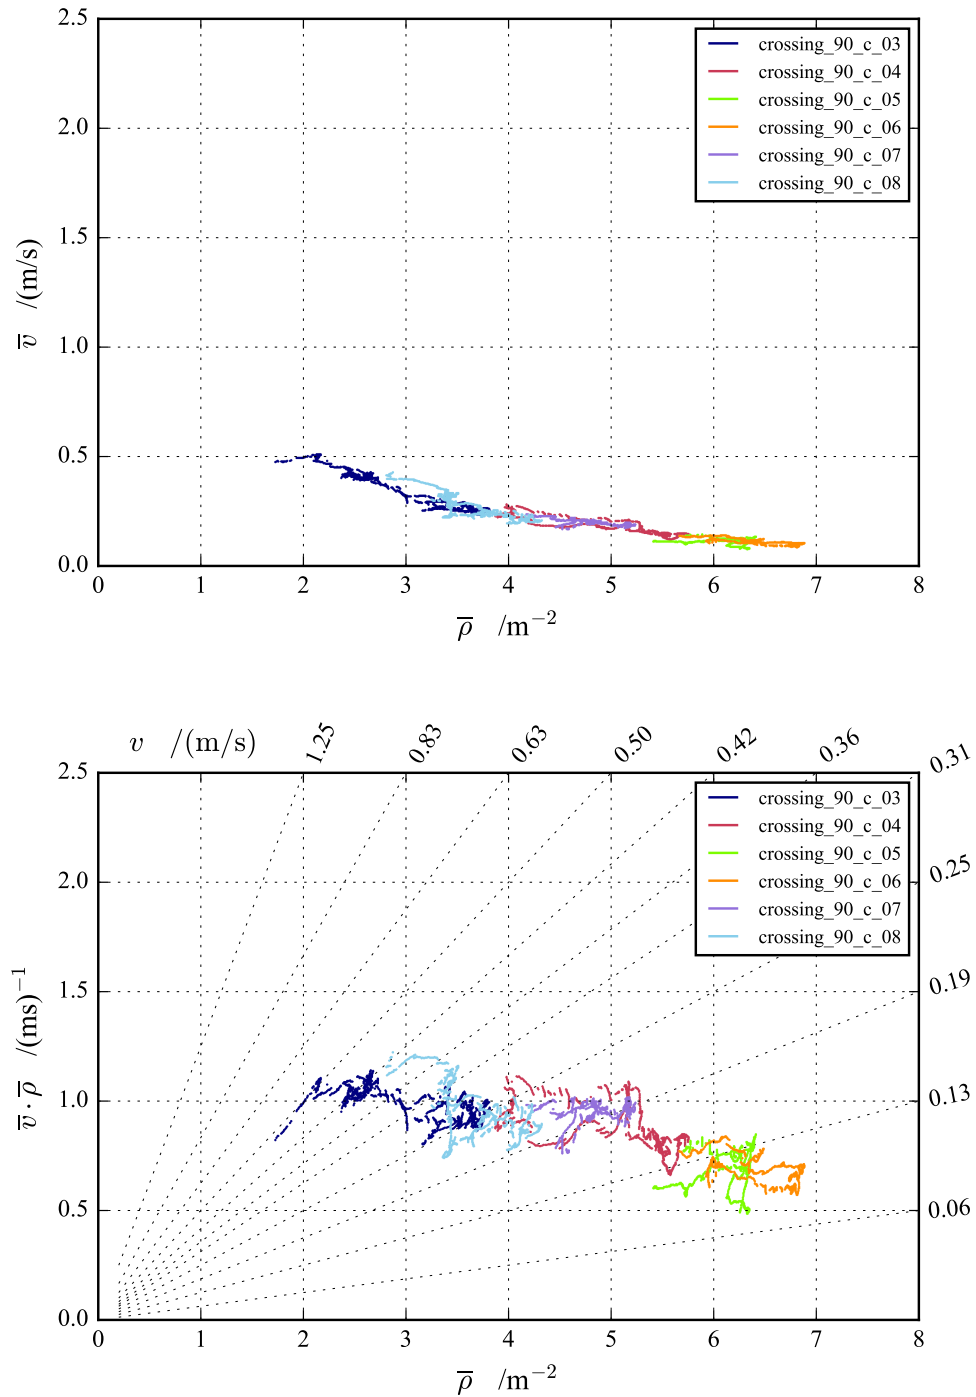 2.5
2.0
1.5
1.0
0.5
0.0
v̅ /(m/s)
crossing_90_c_03
crossing_90_c_04
crossing_90_c_05
crossing_90_c_06
crossing_90_c_07
crossing_90_c_08
0 1 2 3 4 5 6 7 8
ρ̅ /m⁻²
v /(m/s) 1.25 0.83 0.63 0.50 0.42 0.36 0.31
0.25
0.19
0.13
0.06
2.5
2.0
1.5
1.0
0.5
0.0
v̅ · ρ̅ /(ms)⁻¹
crossing_90_c_03
crossing_90_c_04
crossing_90_c_05
crossing_90_c_06
crossing_90_c_07
crossing_90_c_08
0 1 2 3 4 5 6 7 8
ρ̅ /m⁻²